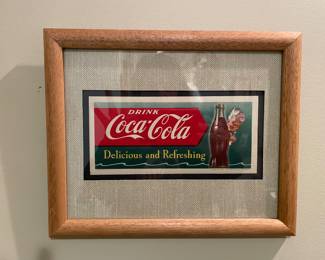 DRINK
Coca-Cola
Delicious and Refreshing